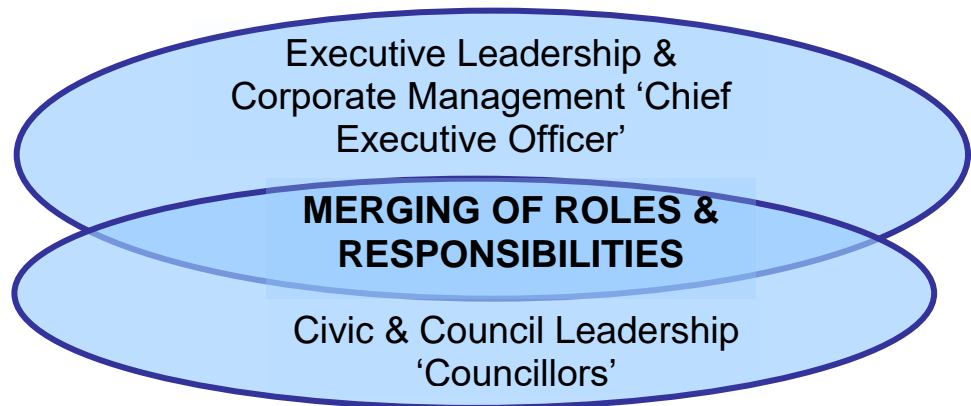 Executive Leadership &
Corporate Management ‘Chief
Executive Officer’
MERGING OF ROLES &
RESPONSIBILITIES
Civic & Council Leadership
‘Councillors’